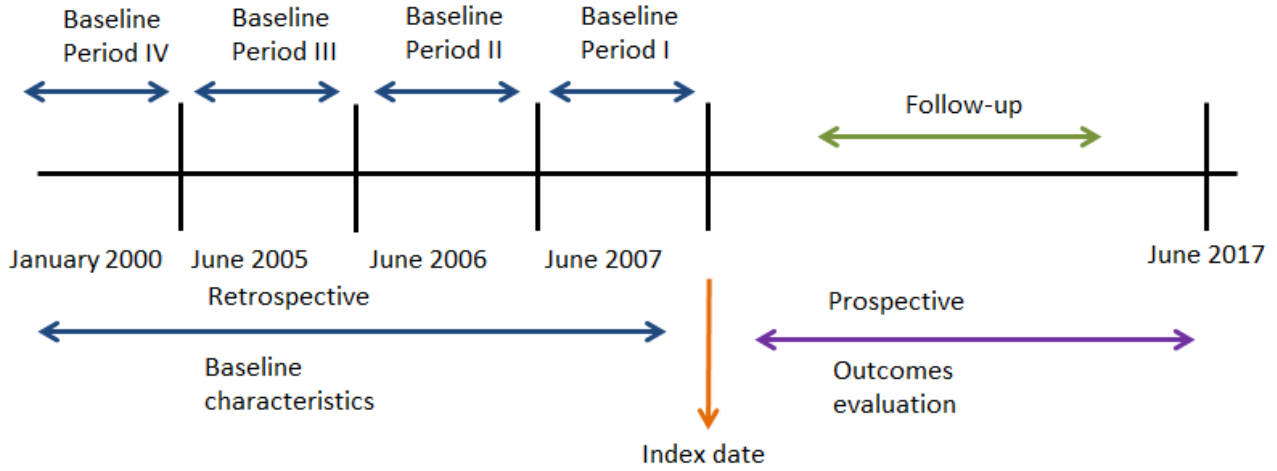 Baseline
Period IV
Baseline
Period III
Baseline
Period II
Baseline
Period I
Follow-up
January 2000
June 2005
June 2006
June 2007
June 2017
Retrospective
Baseline
characteristics
Prospective
Outcomes
evaluation
Index date